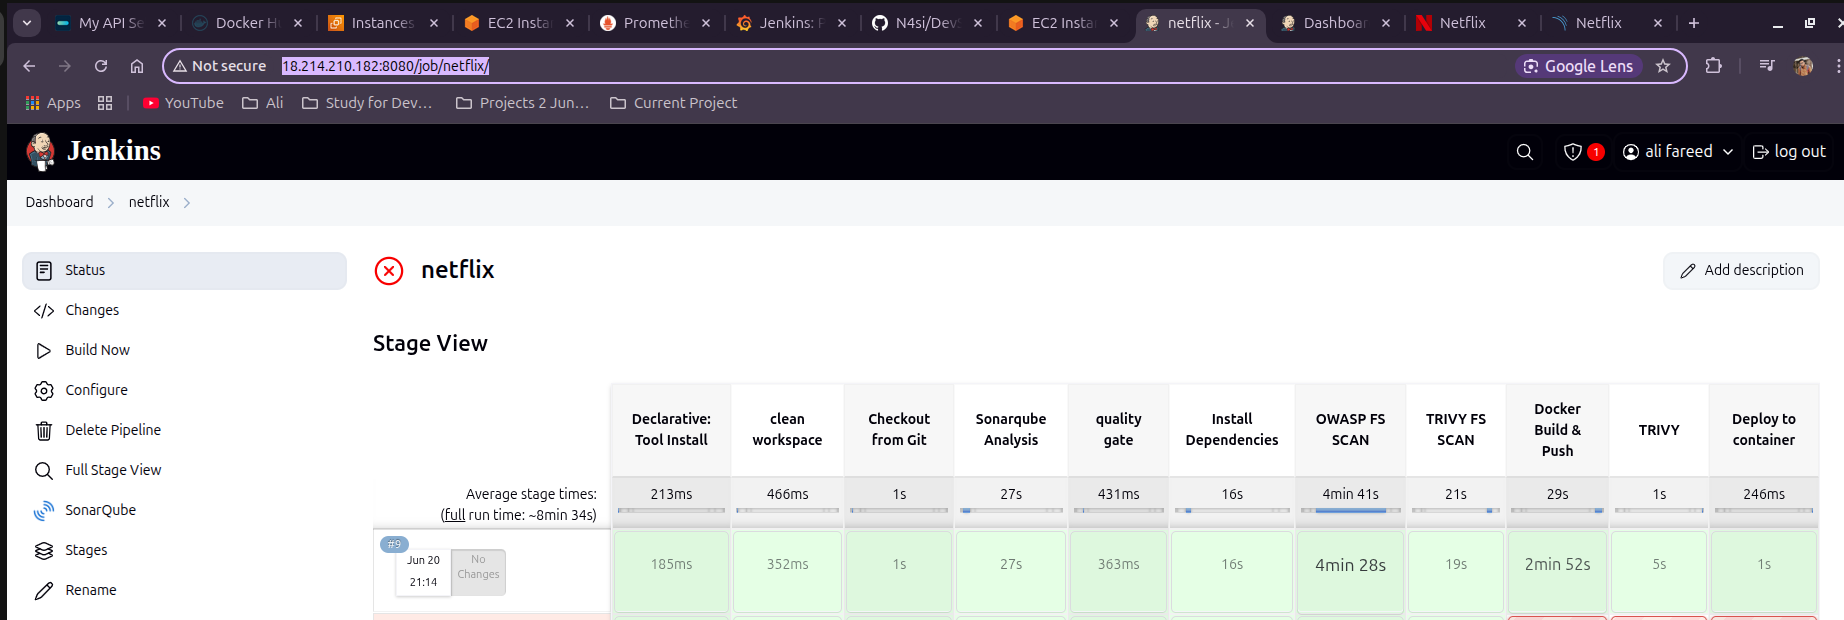 My API Se
Docker H
Instances
EC2 Insta
Promethe
Jenkins: P
N4si/DevS
EC2 Insta
netflix - Je
Dashboar
Netflix
Netflix
Not secure
18.214.210.182:8080/job/netflix/
Google Lens
Apps
YouTube
Ali
Study for Dev...
Projects 2 Jun...
Current Project
Jenkins
1
ali fareed
log out
Dashboard
netflix
Status
Changes
Build Now
Configure
Delete Pipeline
Full Stage View
SonarQube
Stages
Rename
netflix
Add description
Stage View
Declarative:
Tool Install
clean
workspace
Checkout
from Git
Sonarqube
Analysis
quality
gate
Install
Dependencies
OWASP FS
SCAN
TRIVY FS
SCAN
Docker
Build &
Push
TRIVY
Deploy to
container
Average stage times:
(full run time: ~8min 34s)
213ms
466ms
1s
27s
431ms
16s
4min 41s
21s
29s
1s
246ms
#9
Jun 20
21:14
No
Changes
185ms
352ms
1s
27s
363ms
16s
4min 28s
19s
2min 52s
5s
1s